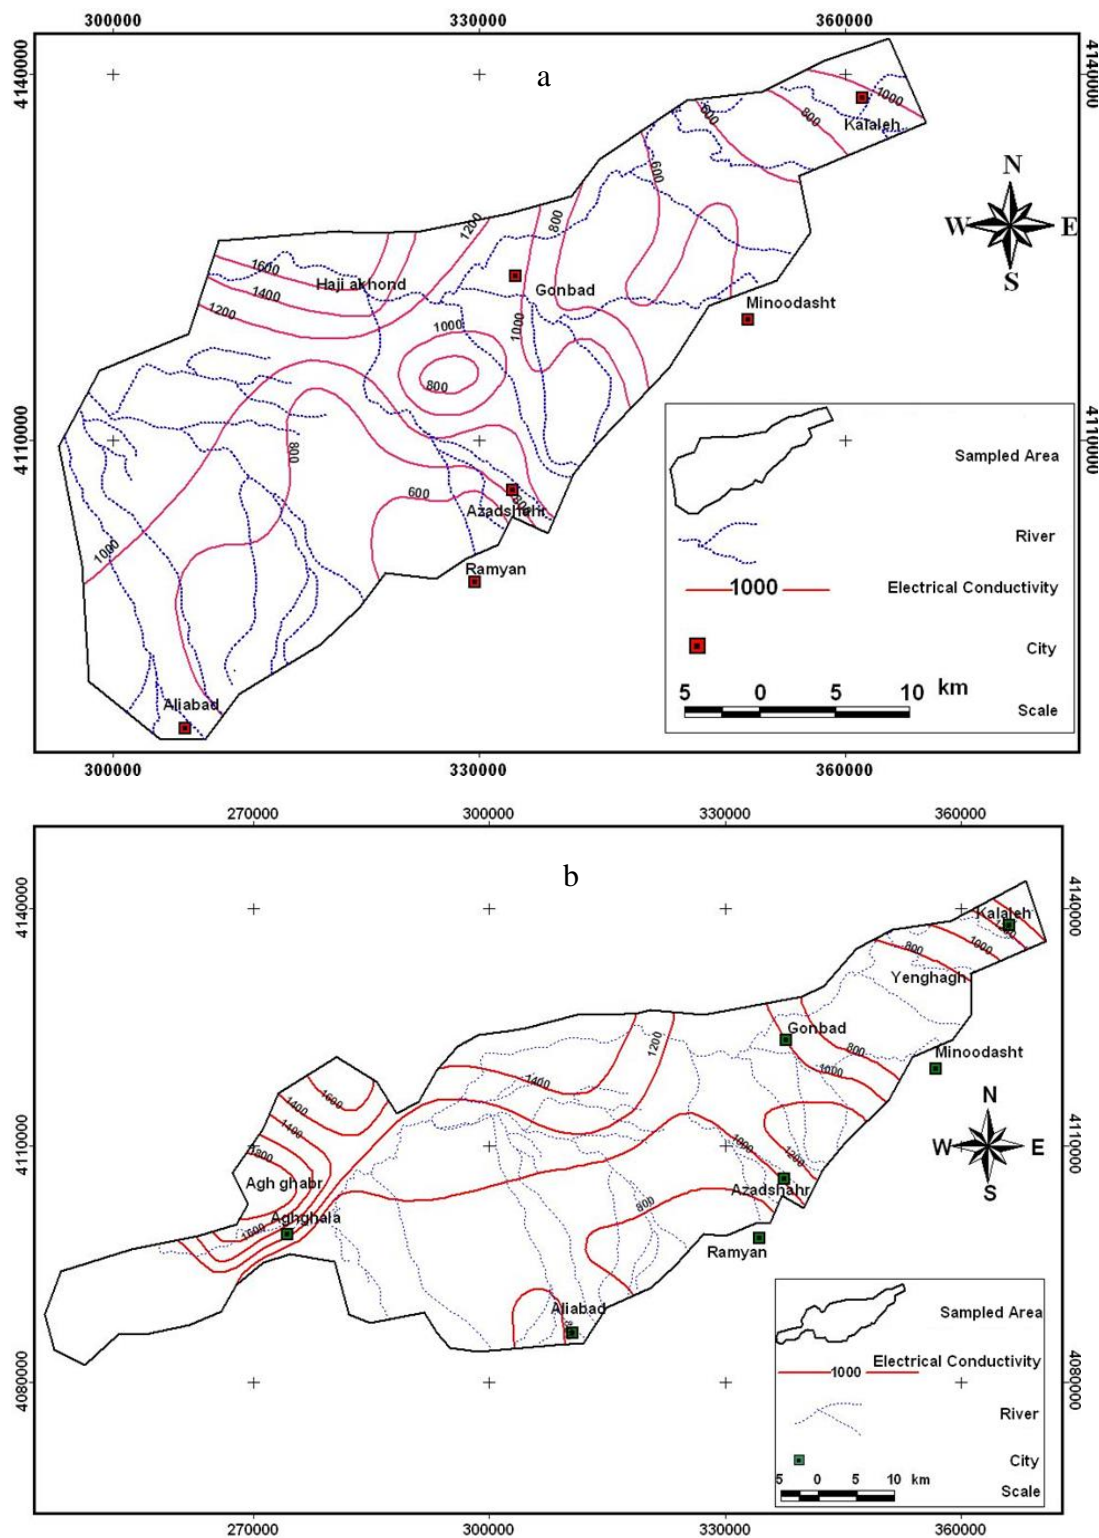 300000 330000 360000
4140000 4140000
a
1000
Kalaleh
800
600
600
N
W E
S
1200
800
1600
Haji akhond
1400
Gonbad
1200
Minoodasht
1000
1000
800
4110000 4110000
Sampled Area
800
600
800
Azadshahr
River
1000
Ramyan
1000 Electrical Conductivity
City
Aliabad
5 0 5 10 km
Scale
300000 330000 360000
270000 300000 330000 360000
b
4140000 4140000
Kalaleh
800
1000
Yenghagh
Gonbad
1200
800
Minoodasht
1000
1400
1600
1400
N
W E
S
1400
4110000 4110000
1000
1800
1200
Agh ghabr
Azadshahr
800
Aghghala
1600
Ramyan
Aliabad
Sampled Area
Electrical Conductivity
1000
4080000
River
City
5 0 5 10 km
Scale
270000 300000 330000 360000